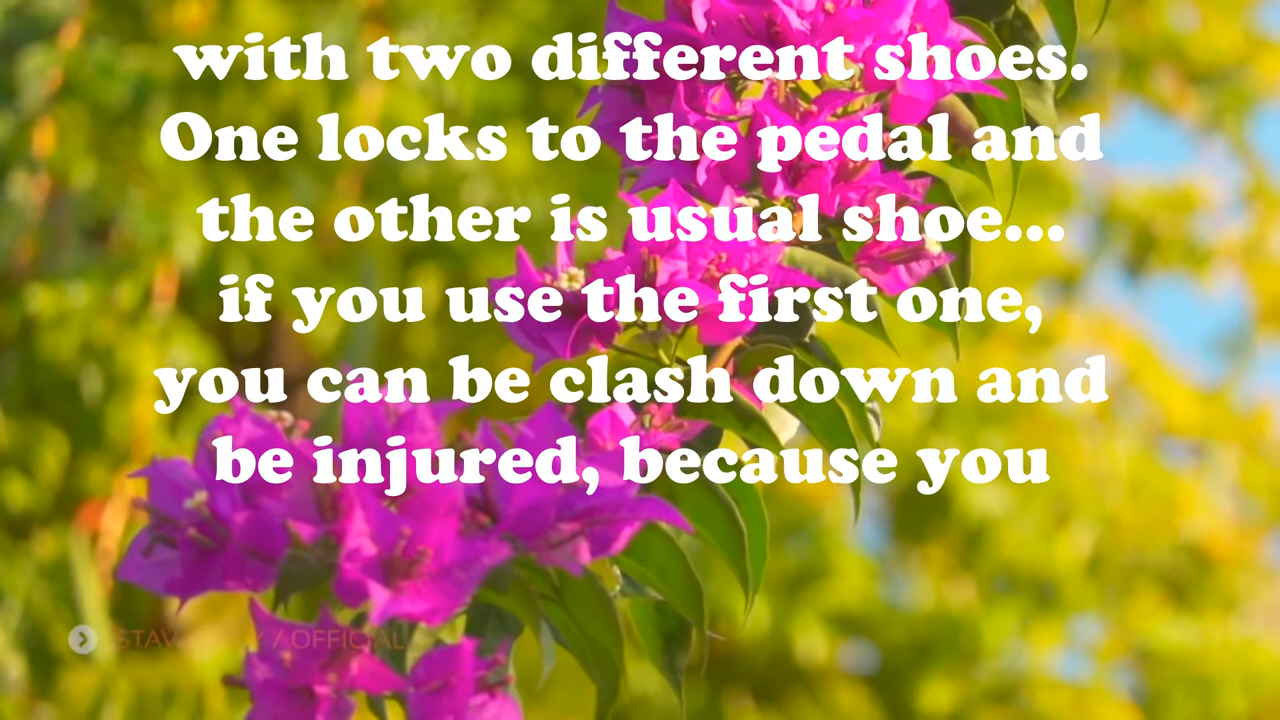 with two different shoes.
One locks to the pedal and
the other is usual shoe...
if you use the first one,
you can be clash down and
be injured, because you
/ OFFICIAL